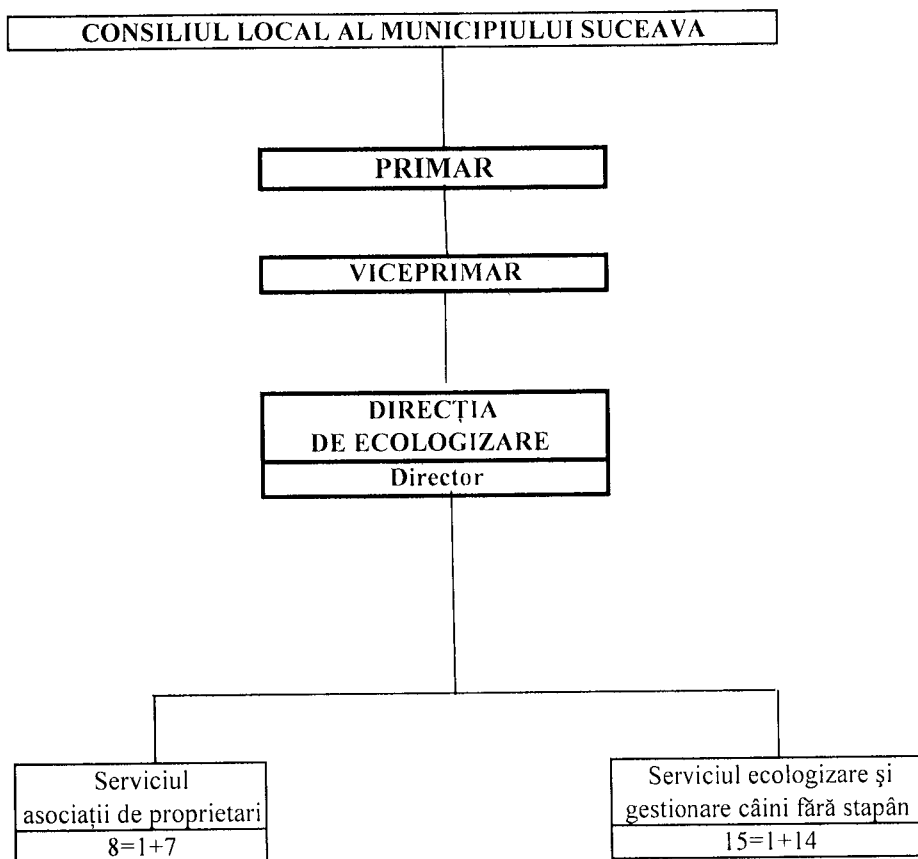 CONSILIUL LOCAL AL MUNICIPIULUI SUCEAVA
PRIMAR
VICEPRIMAR
DIRECȚIA
DE ECOLOGIZARE
Director
Serviciul
asociații de proprietari
8=1+7
Serviciul ecologizare și
gestionare câini fără stapân
15=1+14